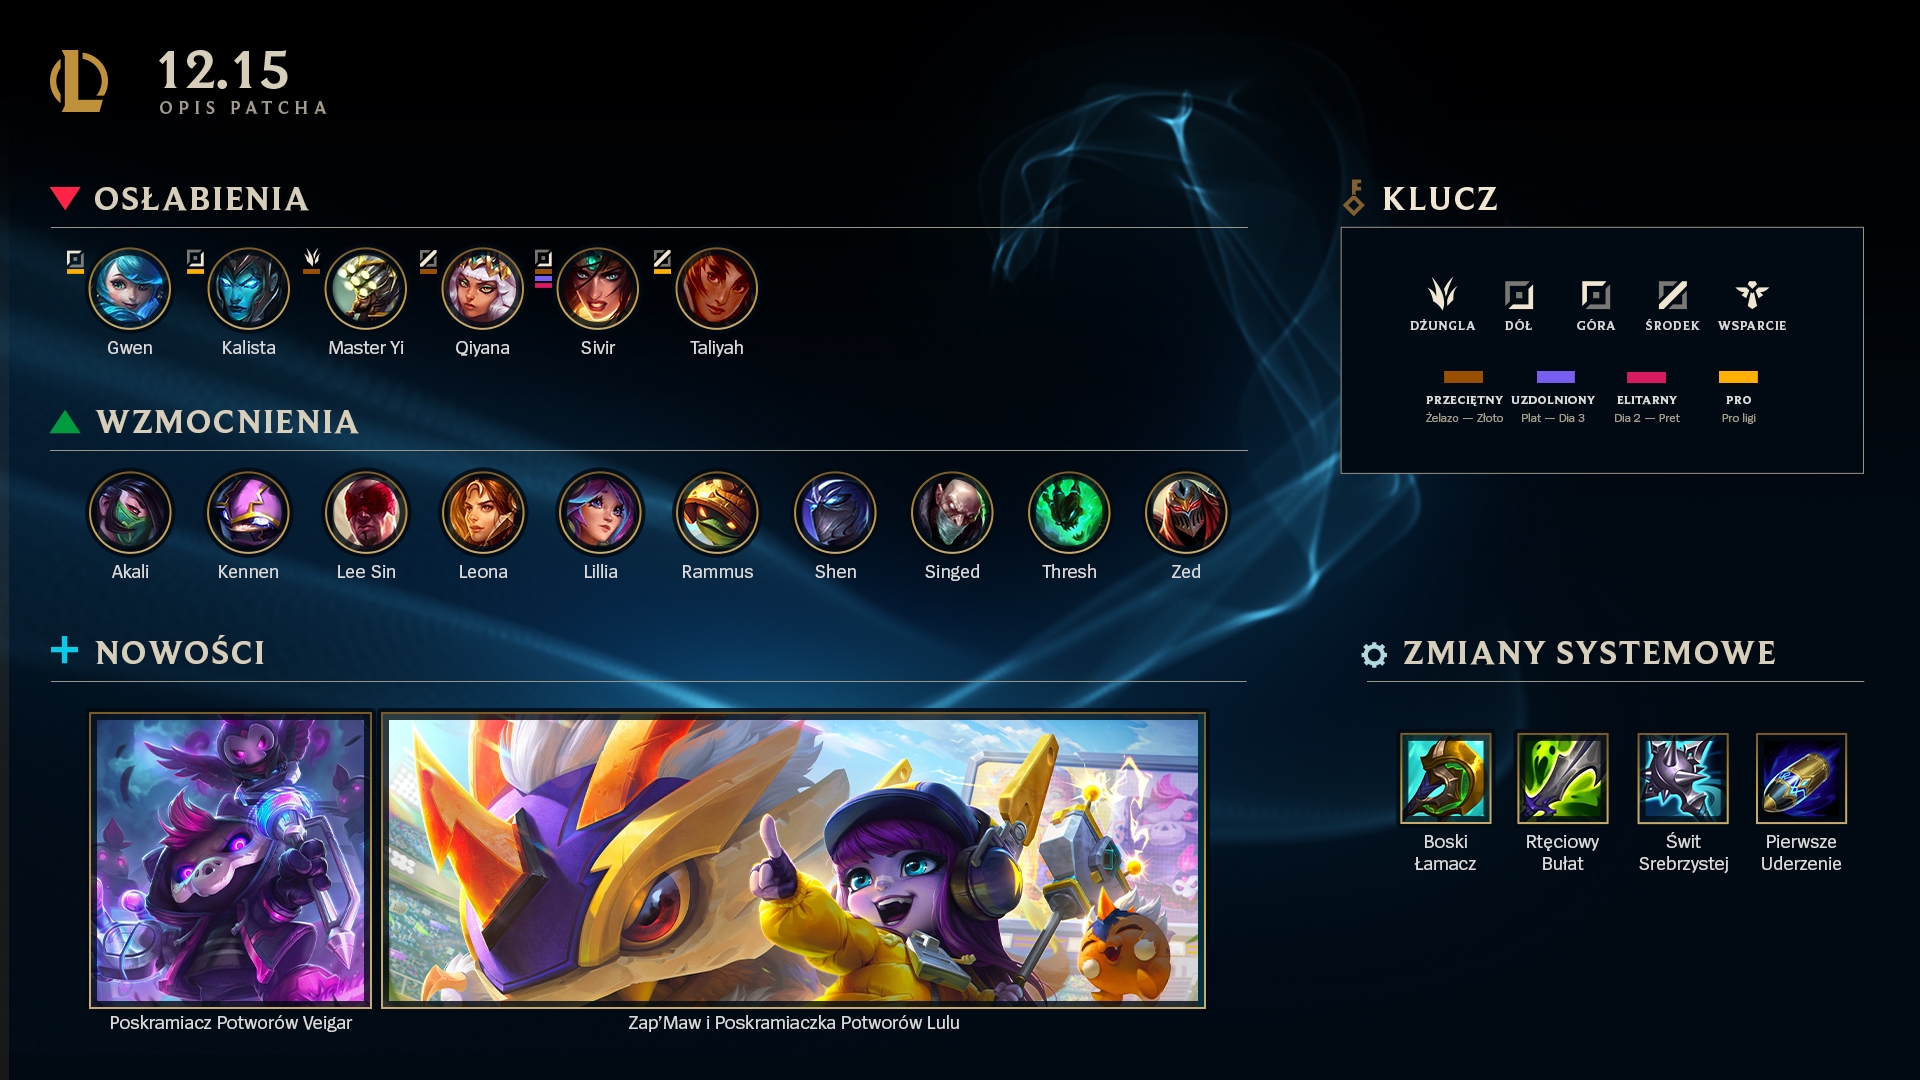 12.15
OPIS PATCHA
OSŁABIENIA
Gwen
Kalista
Master Yi
Qiyana
Sivir
Taliyah
KLUCZ
DŻUNGLA
DÓŁ
GÓRA
ŚRODEK
WSPARCIE
PRZECIĘTNY
Żelazo — Złoto
UZDOLNIONY
Plat — Dia 3
ELITARNY
Dia 2 — Pret
PRO
Pro ligi
WZMOCNIENIA
Akali
Kennen
Lee Sin
Leona
Lillia
Rammus
Shen
Singed
Thresh
Zed
NOWOŚCI
Poskramiacz Potworów Veigar
Zap’Maw i Poskramiaczka Potworów Lulu
ZMIANY SYSTEMOWE
Boski
Łamacz
Rtęciowy
Bułat
Świt
Srebrzystej
Pierwsze
Uderzenie